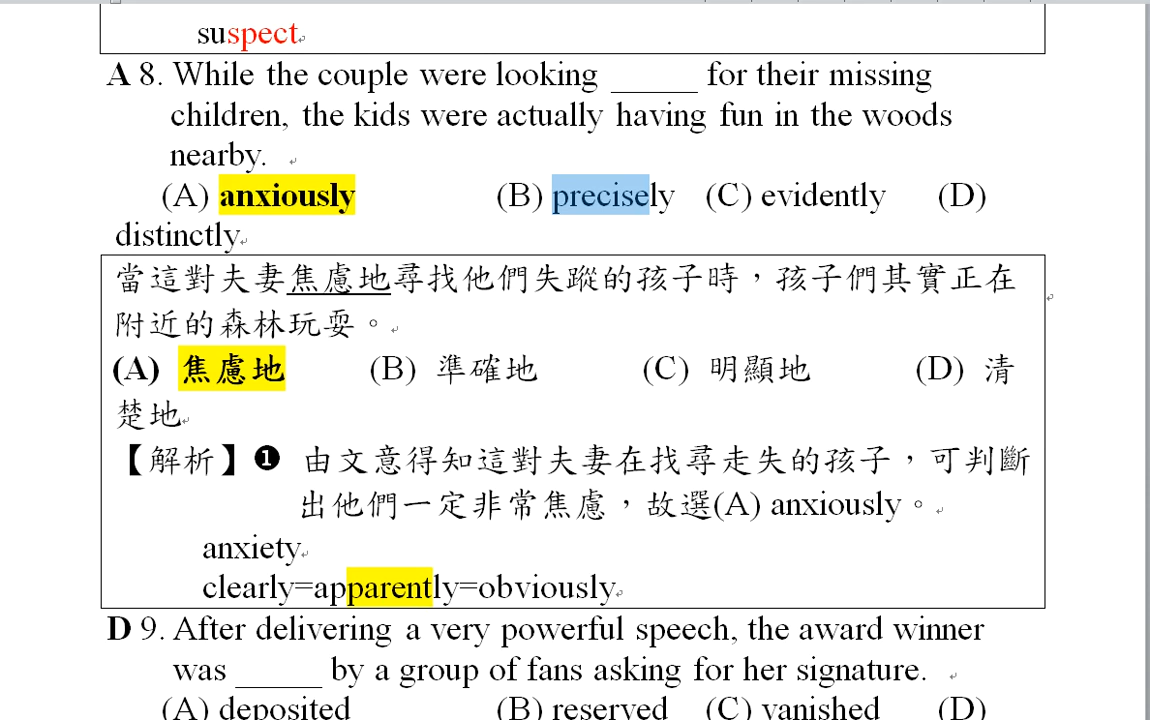 suspect
A 8. While the couple were looking _____ for their missing
children, the kids were actually having fun in the woods
nearby.
(A) anxiously (B) precisely (C) evidently (D)
distinctly
當這對夫妻焦慮地尋找他們失蹤的孩子時，孩子們其實正在
附近的森林玩耍。
(A) 焦慮地 (B) 準確地 (C) 明顯地 (D) 清
楚地
【解析】❶ 由文意得知這對夫妻在找尋走失的孩子，可判斷
出他們一定非常焦慮，故選(A) anxiously。
anxiety
clearly=apparently=obviously
D 9. After delivering a very powerful speech, the award winner
was _____ by a group of fans asking for her signature.
(A) deposited (B) reserved (C) vanished (D)